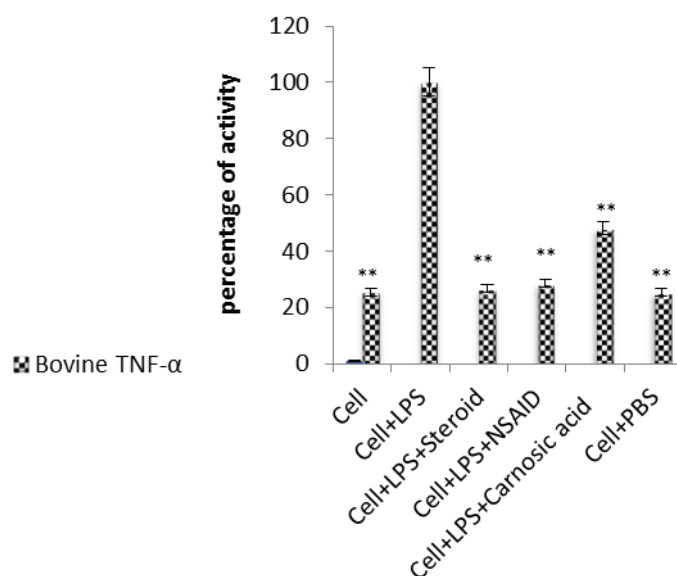 percentage of activity
120
100
80
60
40
20
0
**
**
**
**
**
Bovine TNF-α
Cell
Cell+LPS
Cell+LPS+Steroid
Cell+LPS+NSAID
Cell+LPS+Carnosic acid
Cell+PBS